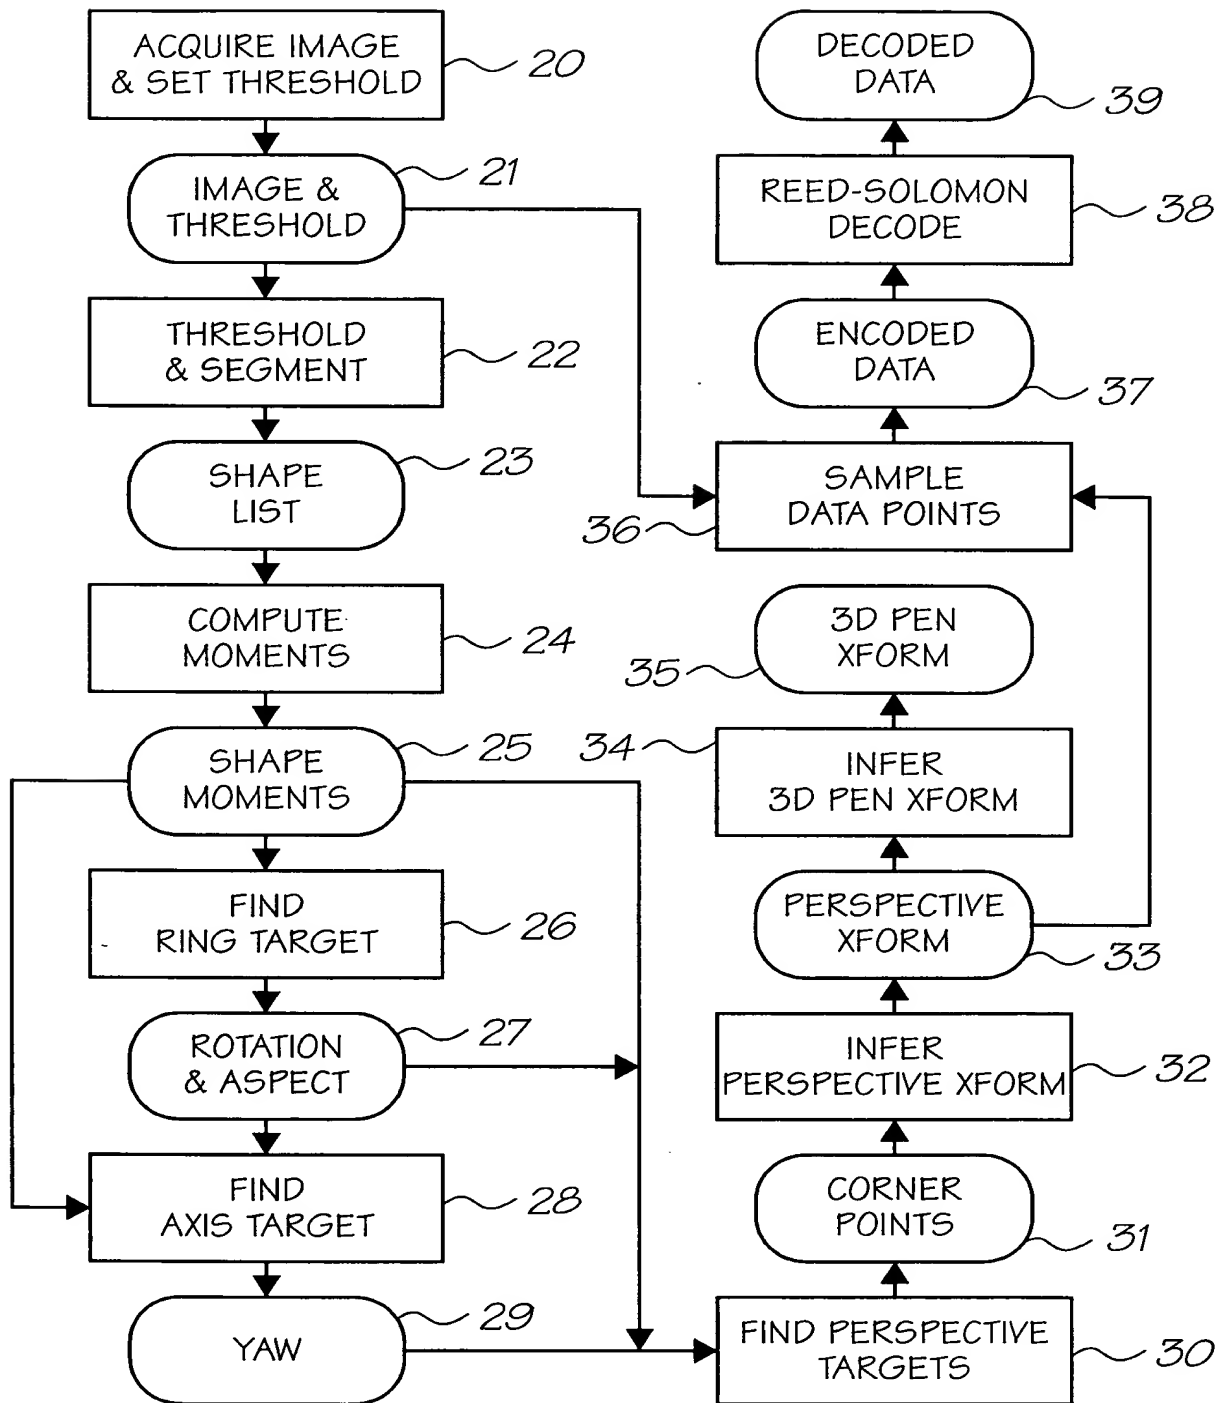 ACQUIRE IMAGE
& SET THRESHOLD
20
IMAGE &
THRESHOLD
21
THRESHOLD
& SEGMENT
22
SHAPE
LIST
23
COMPUTE
MOMENTS
24
SHAPE
MOMENTS
25
FIND
RING TARGET
26
ROTATION
& ASPECT
27
FIND
AXIS TARGET
28
YAW
29
DECODED
DATA
39
REED-SOLOMON
DECODE
38
ENCODED
DATA
37
SAMPLE
DATA POINTS
36
3D PEN
XFORM
35
34
INFER
3D PEN XFORM
PERSPECTIVE
XFORM
33
INFER
PERSPECTIVE XFORM
32
CORNER
POINTS
31
FIND PERSPECTIVE
TARGETS
30